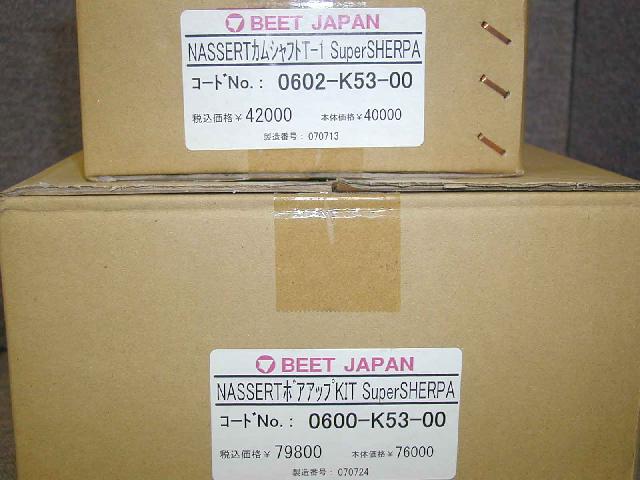 BEET JAPAN
NASSERTカムシャフトT-1 SuperSHERPA
コードNo.: 0602-K53-00
税込価格¥ 42000 本体価格¥ 40000
製造番号: 070713
BEET JAPAN
NASSERTボアアップKIT SuperSHERPA
コードNo.: 0600-K53-00
税込価格¥ 79800 本体価格¥ 76000
製造番号: 070724